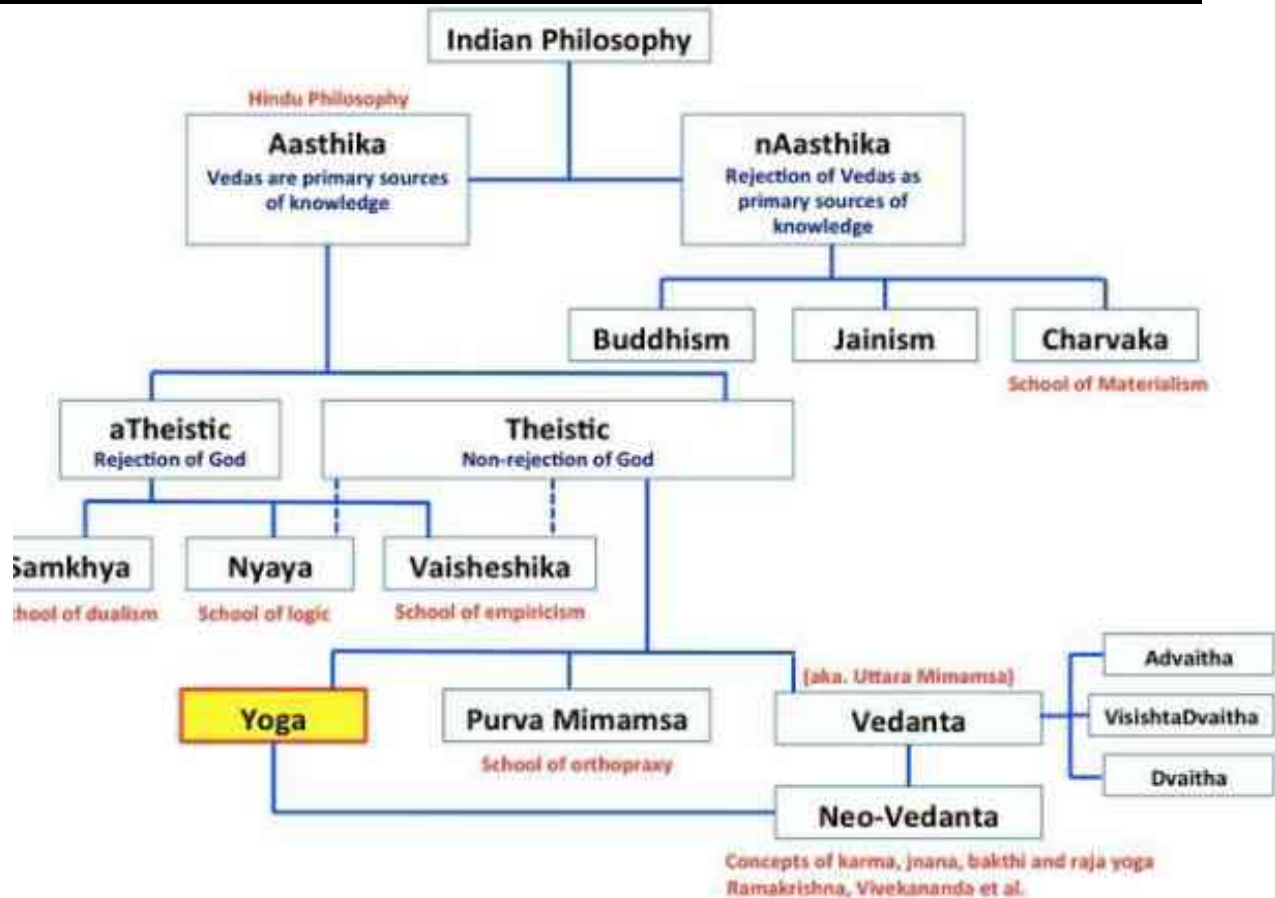 Indian Philosophy
Hindu Philosophy
Aasthika
Vedas are primary sources
of knowledge
nAasthika
Rejection of Vedas as
primary sources of
knowledge
Buddhism
Jainism
Charvaka
School of Materialism
aTheistic
Rejection of God
Theistic
Non-rejection of God
Samkhya
Nyaya
Vaisheshika
chool of dualism
School of logic
School of empiricism
(aka. Uttara Mimamsa)
Yoga
Purva Mimamsa
Vedanta
School of orthopraxy
Advaitha
VisishtaDvaitha
Dvaitha
Neo-Vedanta
Concepts of karma, jnana, bakthi and raja yoga
Ramakrishna, Vivekananda et al.